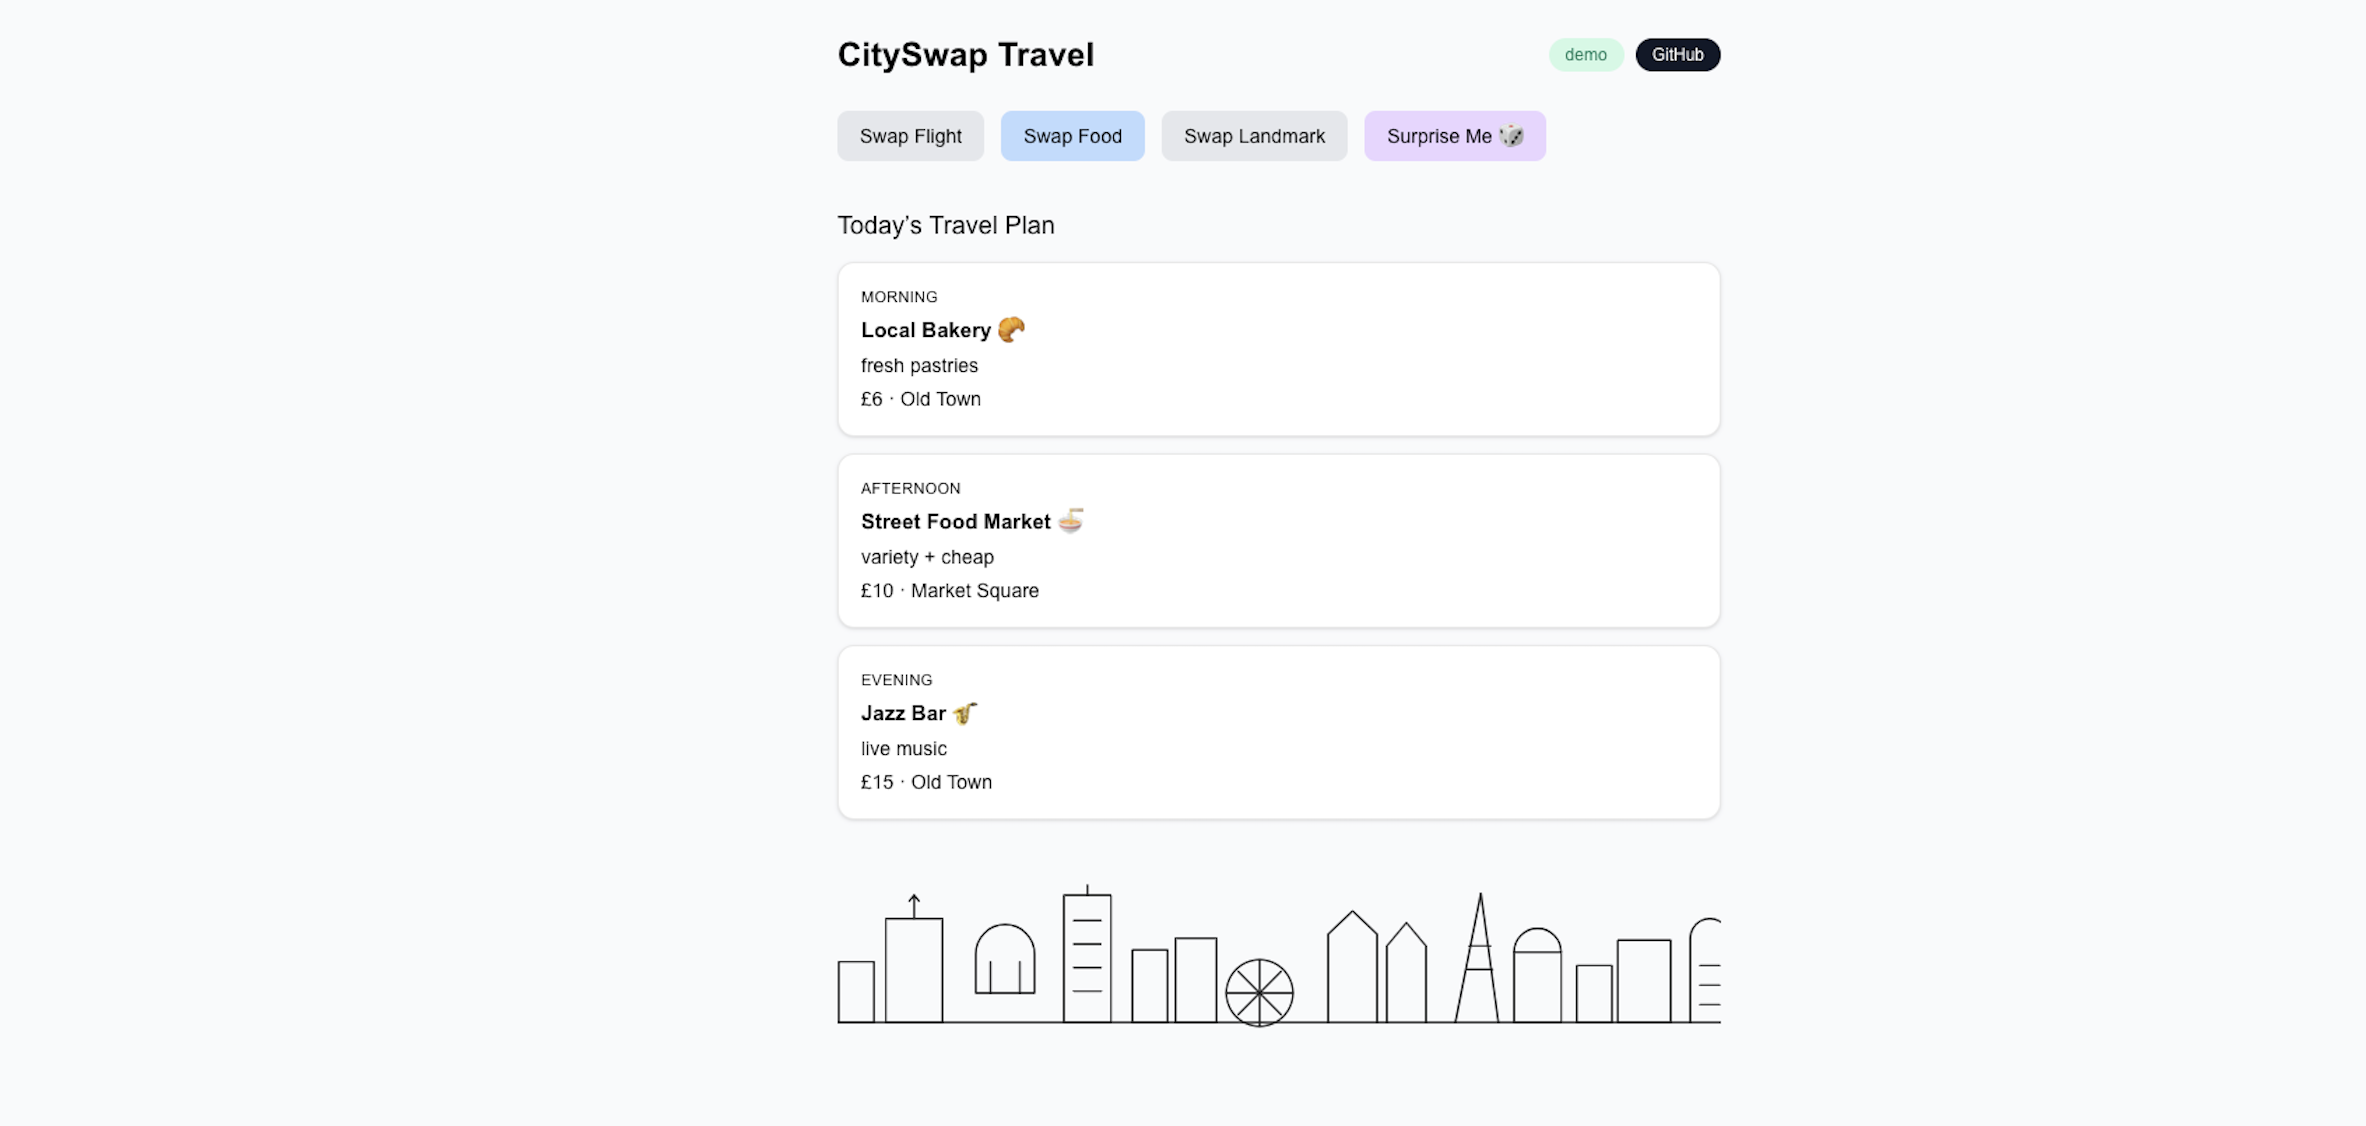 CitySwap Travel
demo
GitHub
Swap Flight
Swap Food
Swap Landmark
Surprise Me 🎲
Today’s Travel Plan
MORNING
Local Bakery 🥐
fresh pastries
£6 · Old Town
AFTERNOON
Street Food Market 🍜
variety + cheap
£10 · Market Square
EVENING
Jazz Bar 🎷
live music
£15 · Old Town